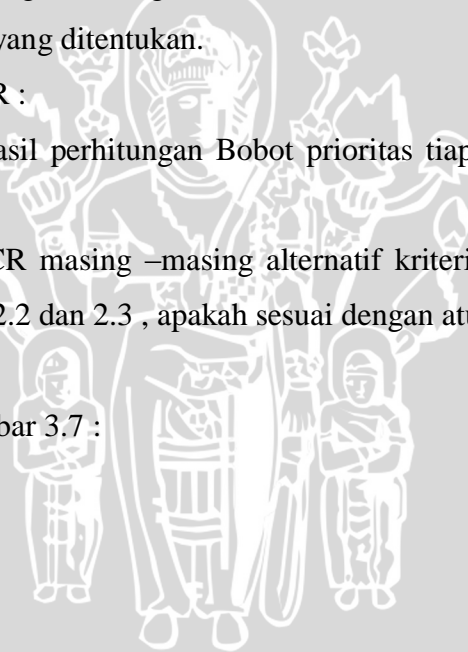 yang ditentukan.
R :
asil perhitungan Bobot prioritas tiap
CR masing –masing alternatif kriteri
2.2 dan 2.3 , apakah sesuai dengan atu
bar 3.7 :